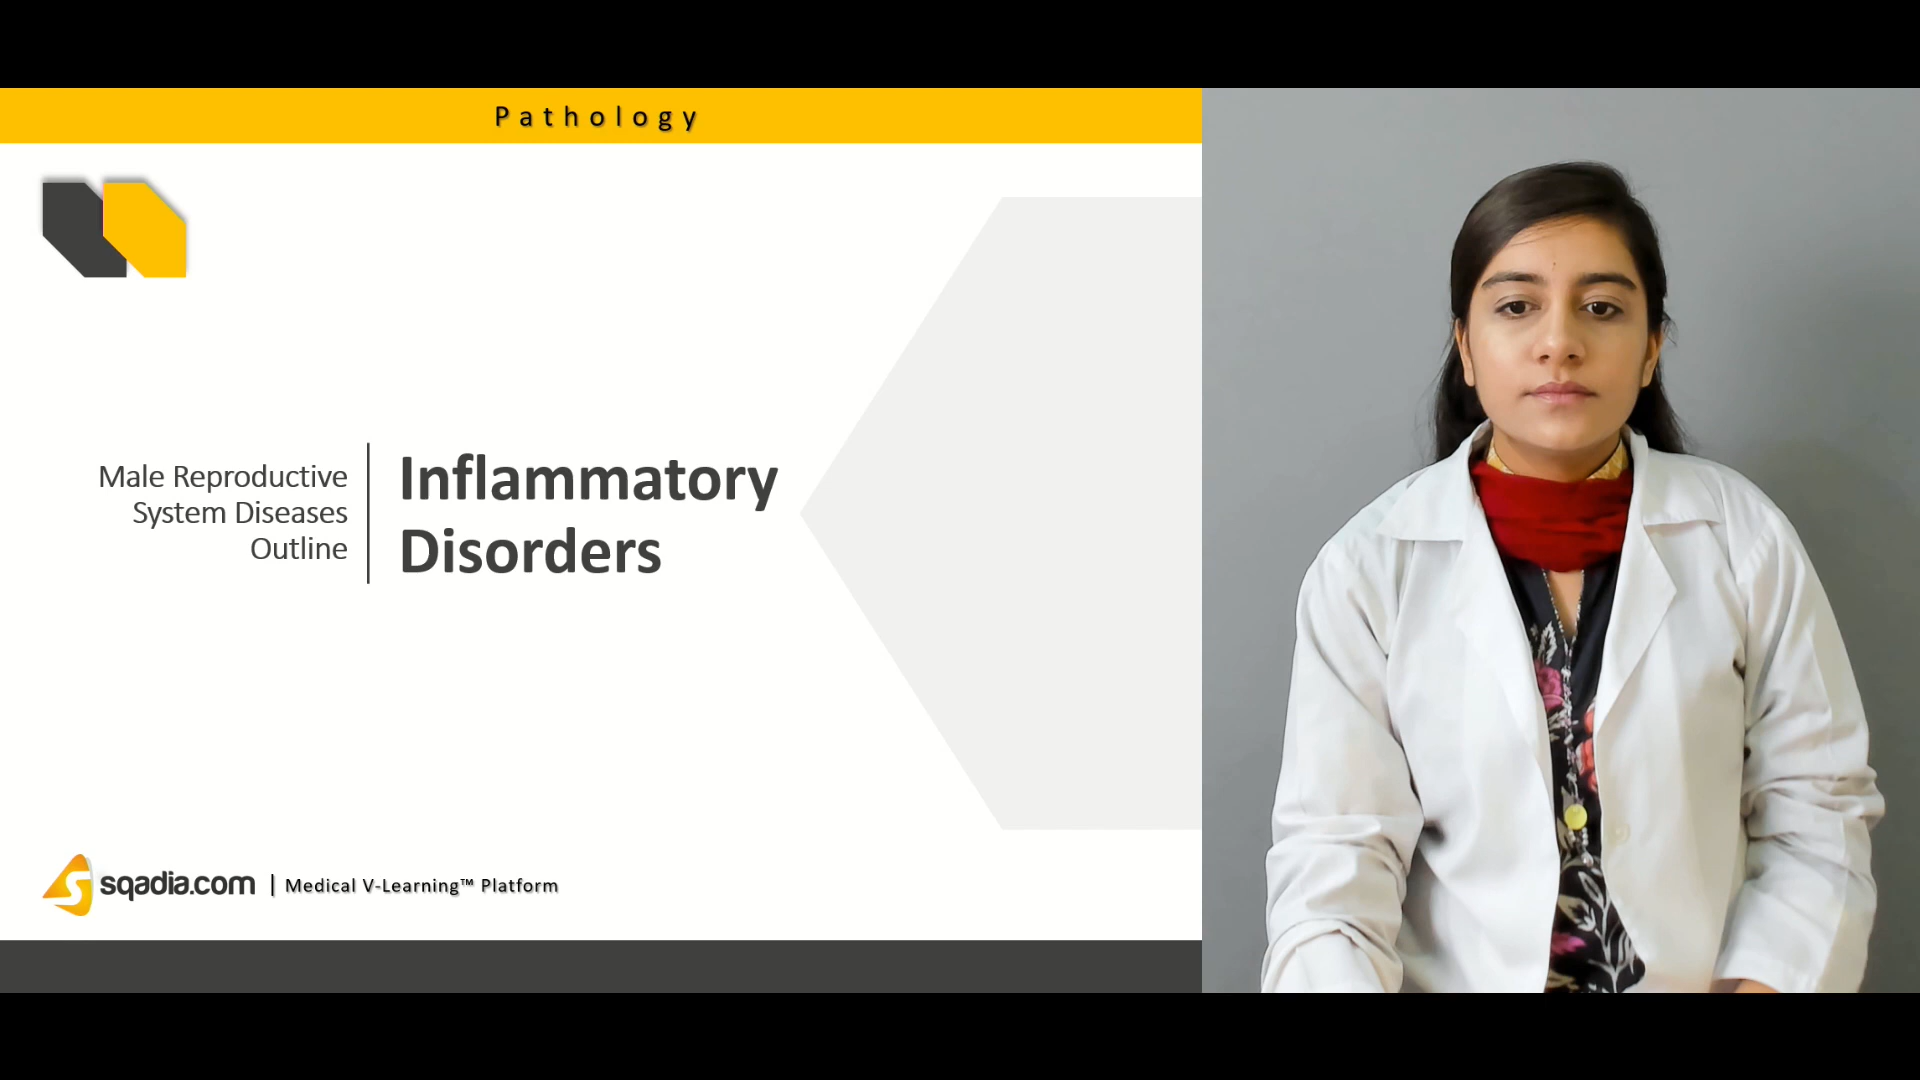 Pathology
Male Reproductive
System Diseases
Outline
Inflammatory
Disorders
sqadia.com | Medical V-Learning™ Platform